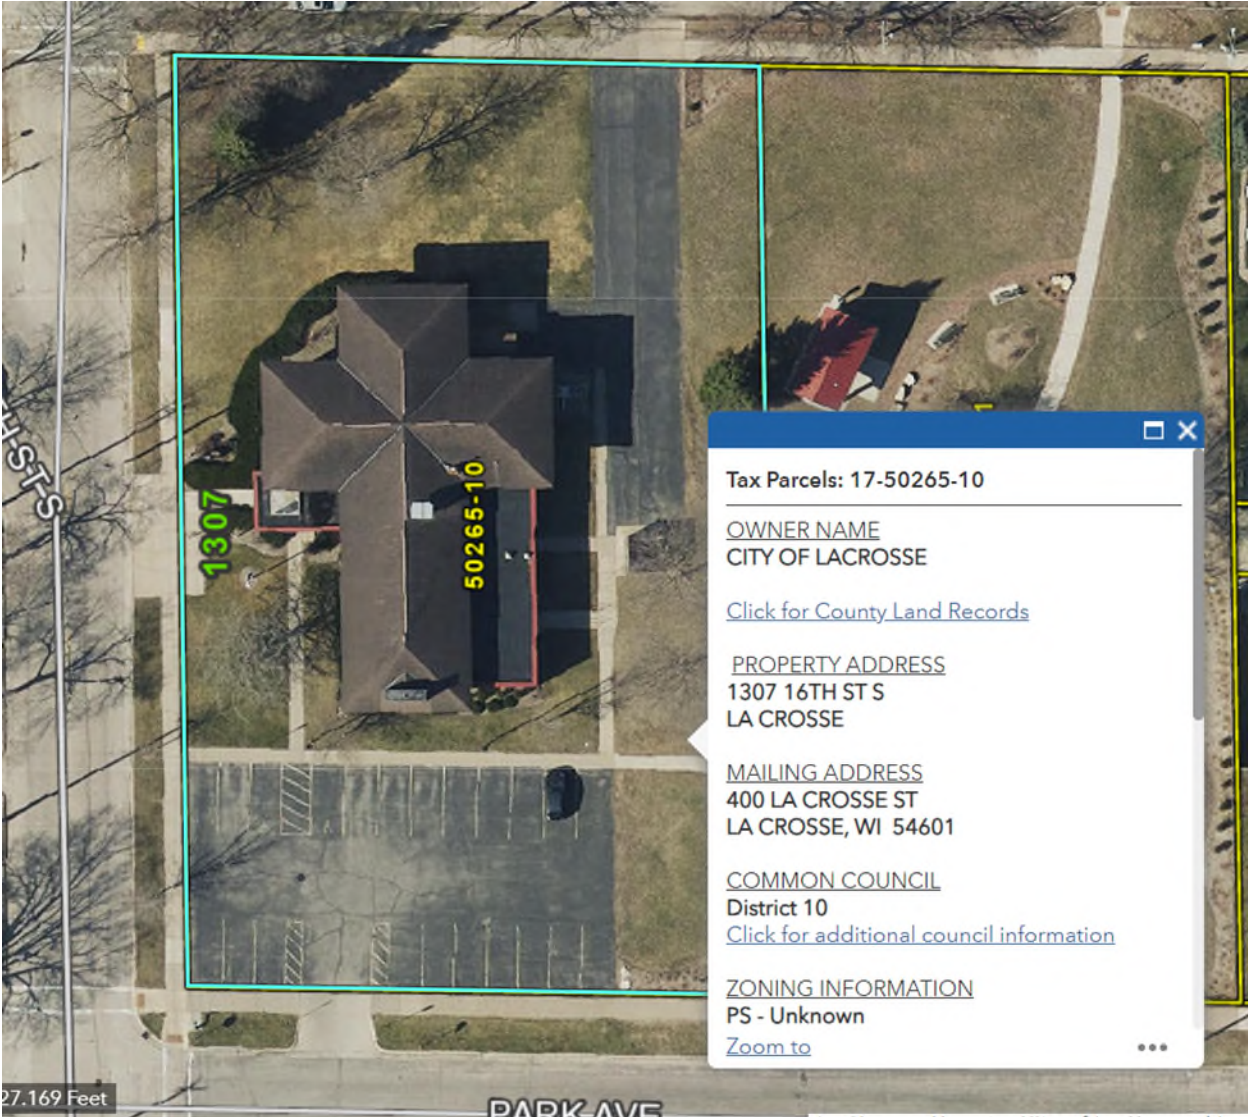 H-S-T-S
1307
50265-10
1
Tax Parcels: 17-50265-10
OWNER NAME
CITY OF LACROSSE
Click for County Land Records
PROPERTY ADDRESS
1307 16TH ST S
LA CROSSE
MAILING ADDRESS
400 LA CROSSE ST
LA CROSSE, WI 54601
COMMON COUNCIL
District 10
Click for additional council information
ZONING INFORMATION
PS - Unknown
Zoom to
27.169 Feet
PARK AVE